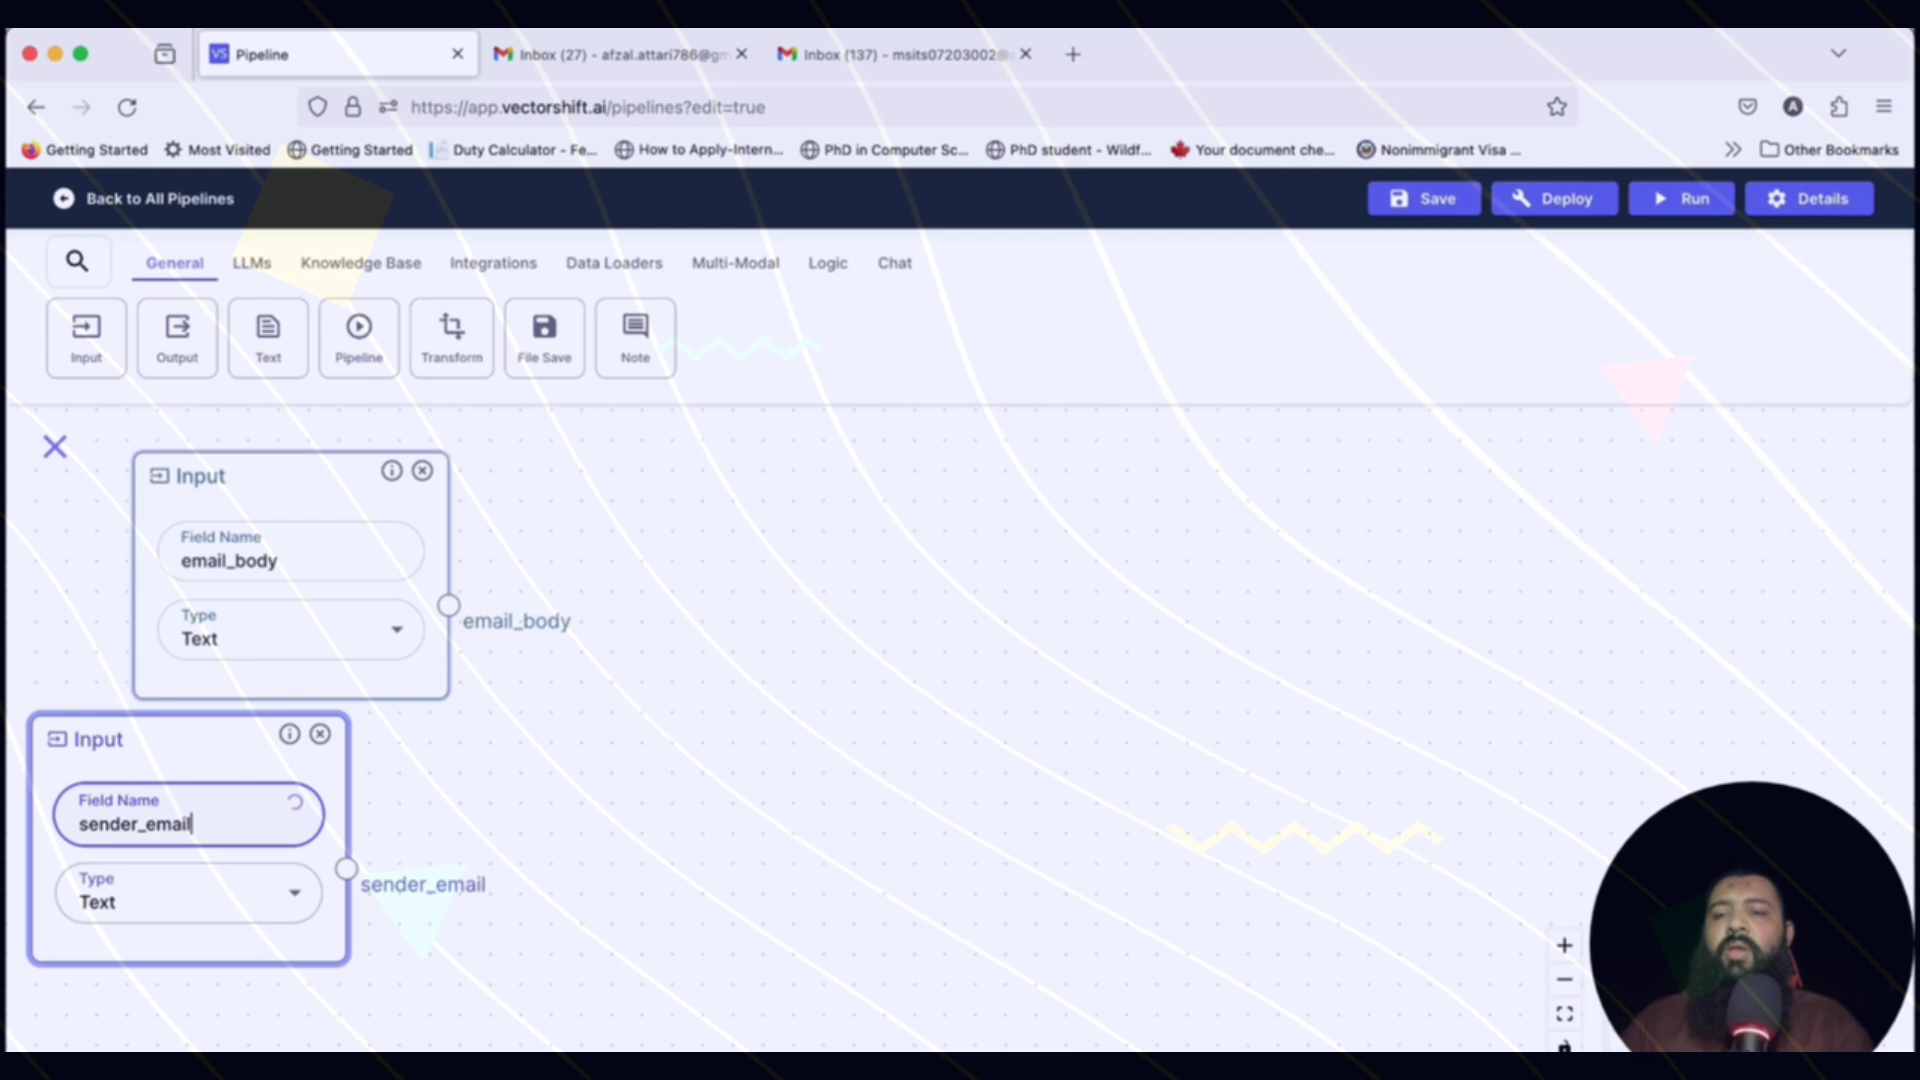 VS Pipeline
Inbox (27) - afzal.attari786@gm
Inbox (137) - msits07203002@
https://app.vectorshift.ai/pipelines?edit=true
A
Getting Started
Most Visited
Getting Started
Duty Calculator - Fe...
How to Apply-Intern...
PhD in Computer Sc...
PhD student - Wildf...
Your document che...
Nonimmigrant Visa ...
Other Bookmarks
Back to All Pipelines
Save
Deploy
Run
Details
General
LLMs
Knowledge Base
Integrations
Data Loaders
Multi-Modal
Logic
Chat
Input
Output
Text
Pipeline
Transform
File Save
Note
Input
Field Name
email_body
Type
Text
email_body
Input
Field Name
sender_email
Type
Text
sender_email